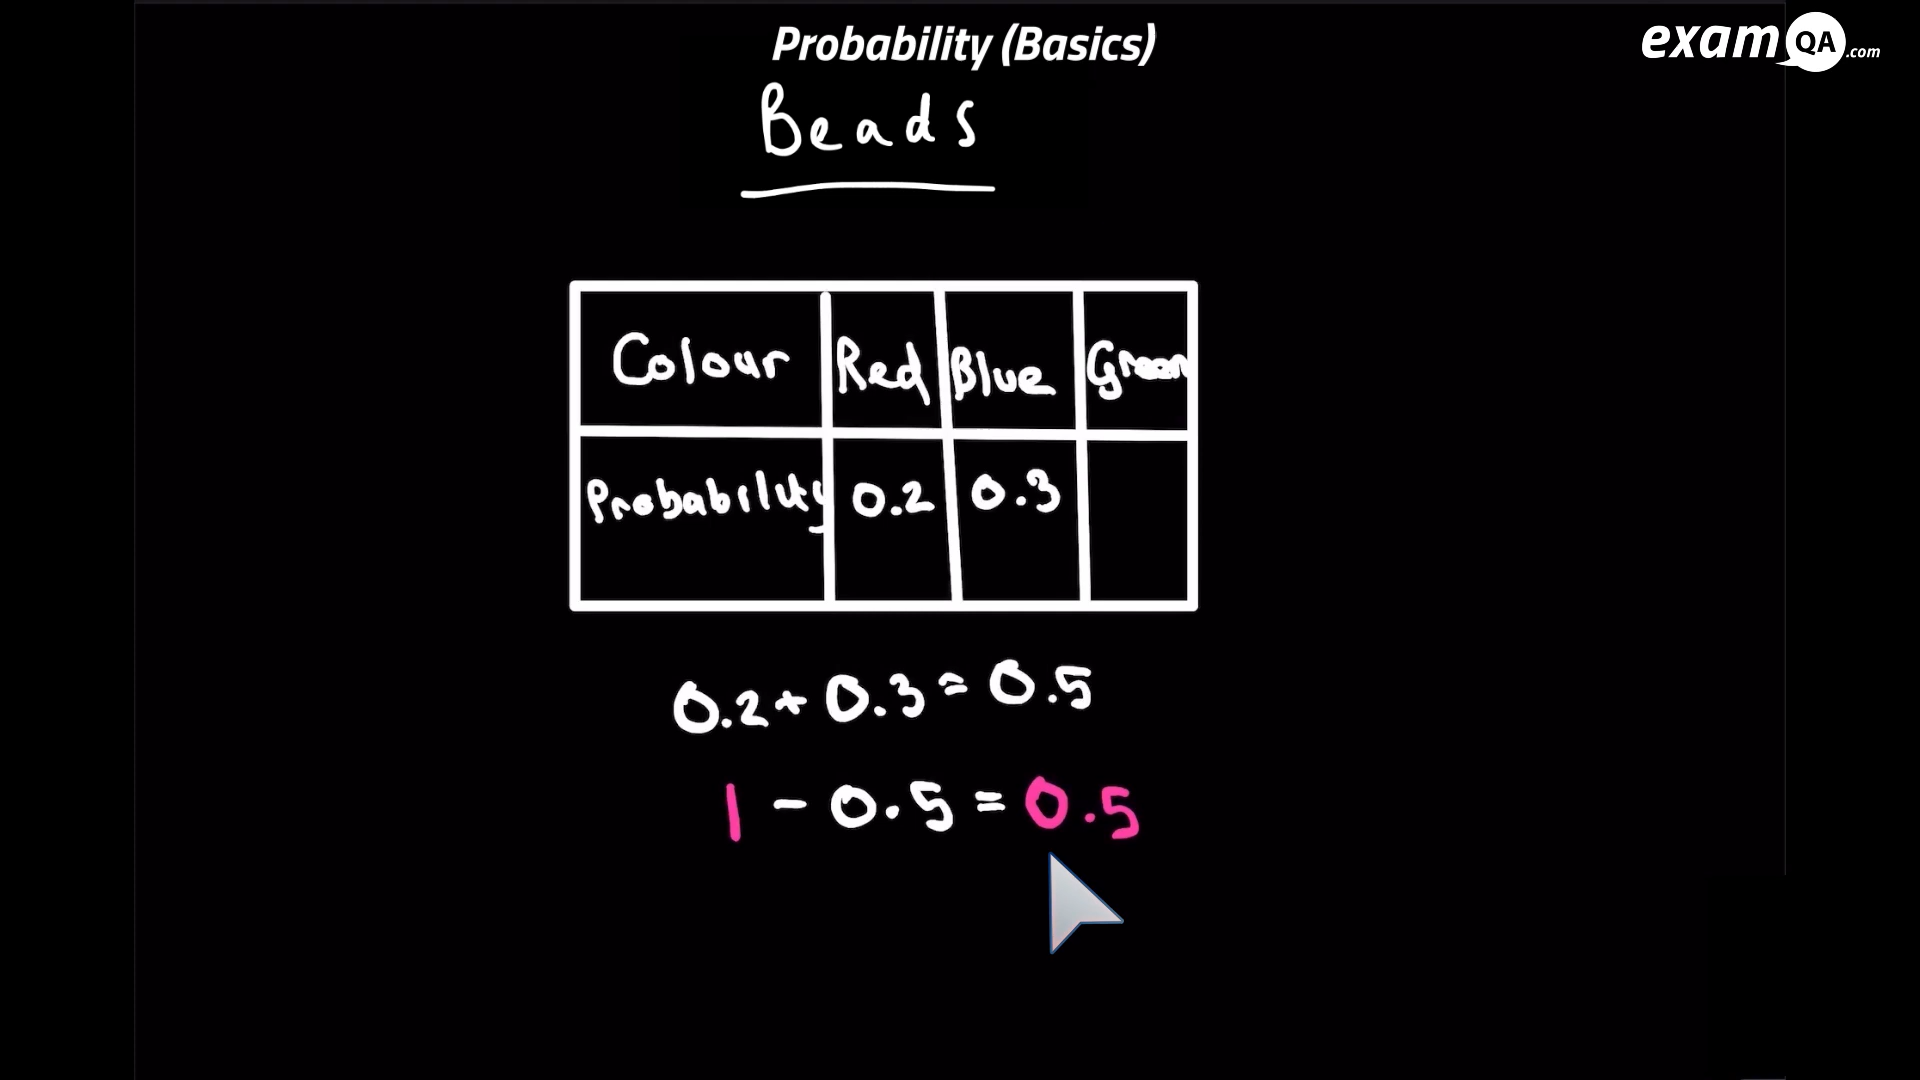 Probability (Basics)
examQA.com
Beads
Colour Red Blue Green
Probability 0.2 0.3
0.2+0.3=0.5
1-0.5=0.5